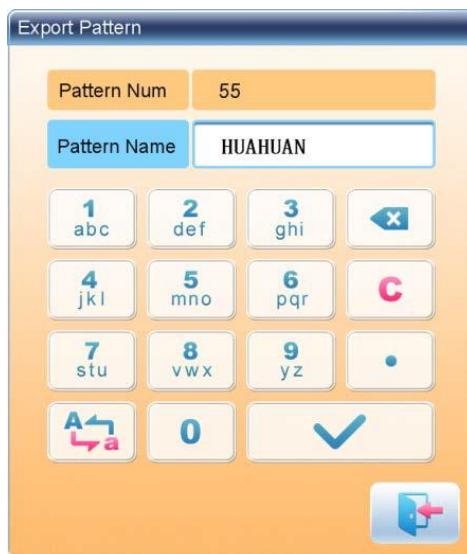 Export Pattern
Pattern Num 55
Pattern Name HUAHUAN
1 2 3
abc def ghi
4 5 6 C
jkl mno pqr
7 8 9 •
stu vwx yz
A a 0